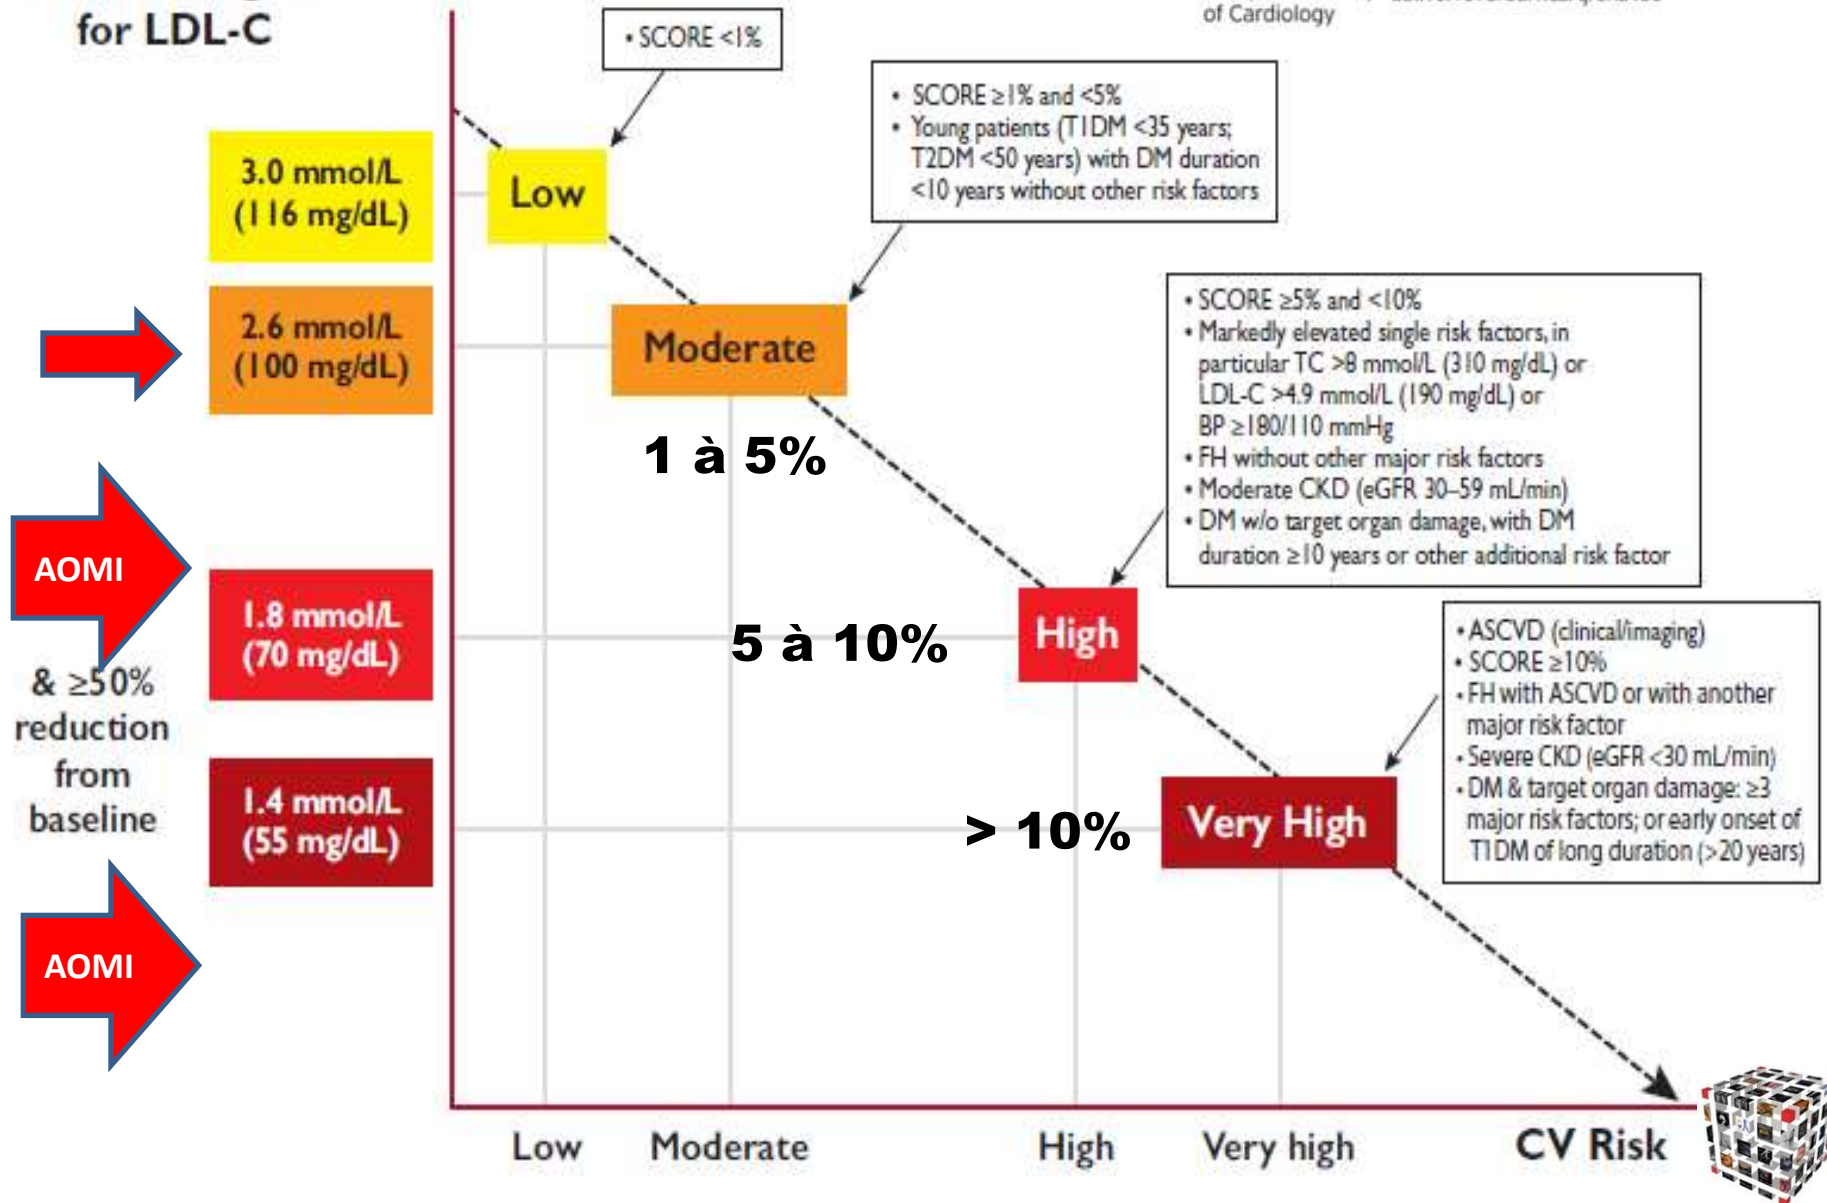 for LDL-C
of Cardiology
• SCORE <1%
• SCORE ≥1% and <5%
• Young patients (T1DM <35 years;
T2DM <50 years) with DM duration
<10 years without other risk factors
3.0 mmol/L
(116 mg/dL)
Low
2.6 mmol/L
(100 mg/dL)
Moderate
1 à 5%
• SCORE ≥5% and <10%
• Markedly elevated single risk factors, in
particular TC >8 mmol/L (310 mg/dL) or
LDL-C >4.9 mmol/L (190 mg/dL) or
BP ≥180/110 mmHg
• FH without other major risk factors
• Moderate CKD (eGFR 30–59 mL/min)
• DM w/o target organ damage, with DM
duration ≥10 years or other additional risk factor
AOMI
1.8 mmol/L
(70 mg/dL)
5 à 10%
High
& ≥50%
reduction
from
baseline
• ASCVD (clinical/imaging)
• SCORE ≥10%
• FH with ASCVD or with another
major risk factor
• Severe CKD (eGFR <30 mL/min)
• DM & target organ damage: ≥3
major risk factors; or early onset of
T1DM of long duration (>20 years)
1.4 mmol/L
(55 mg/dL)
> 10%
Very High
AOMI
Low
Moderate
High
Very high
CV Risk